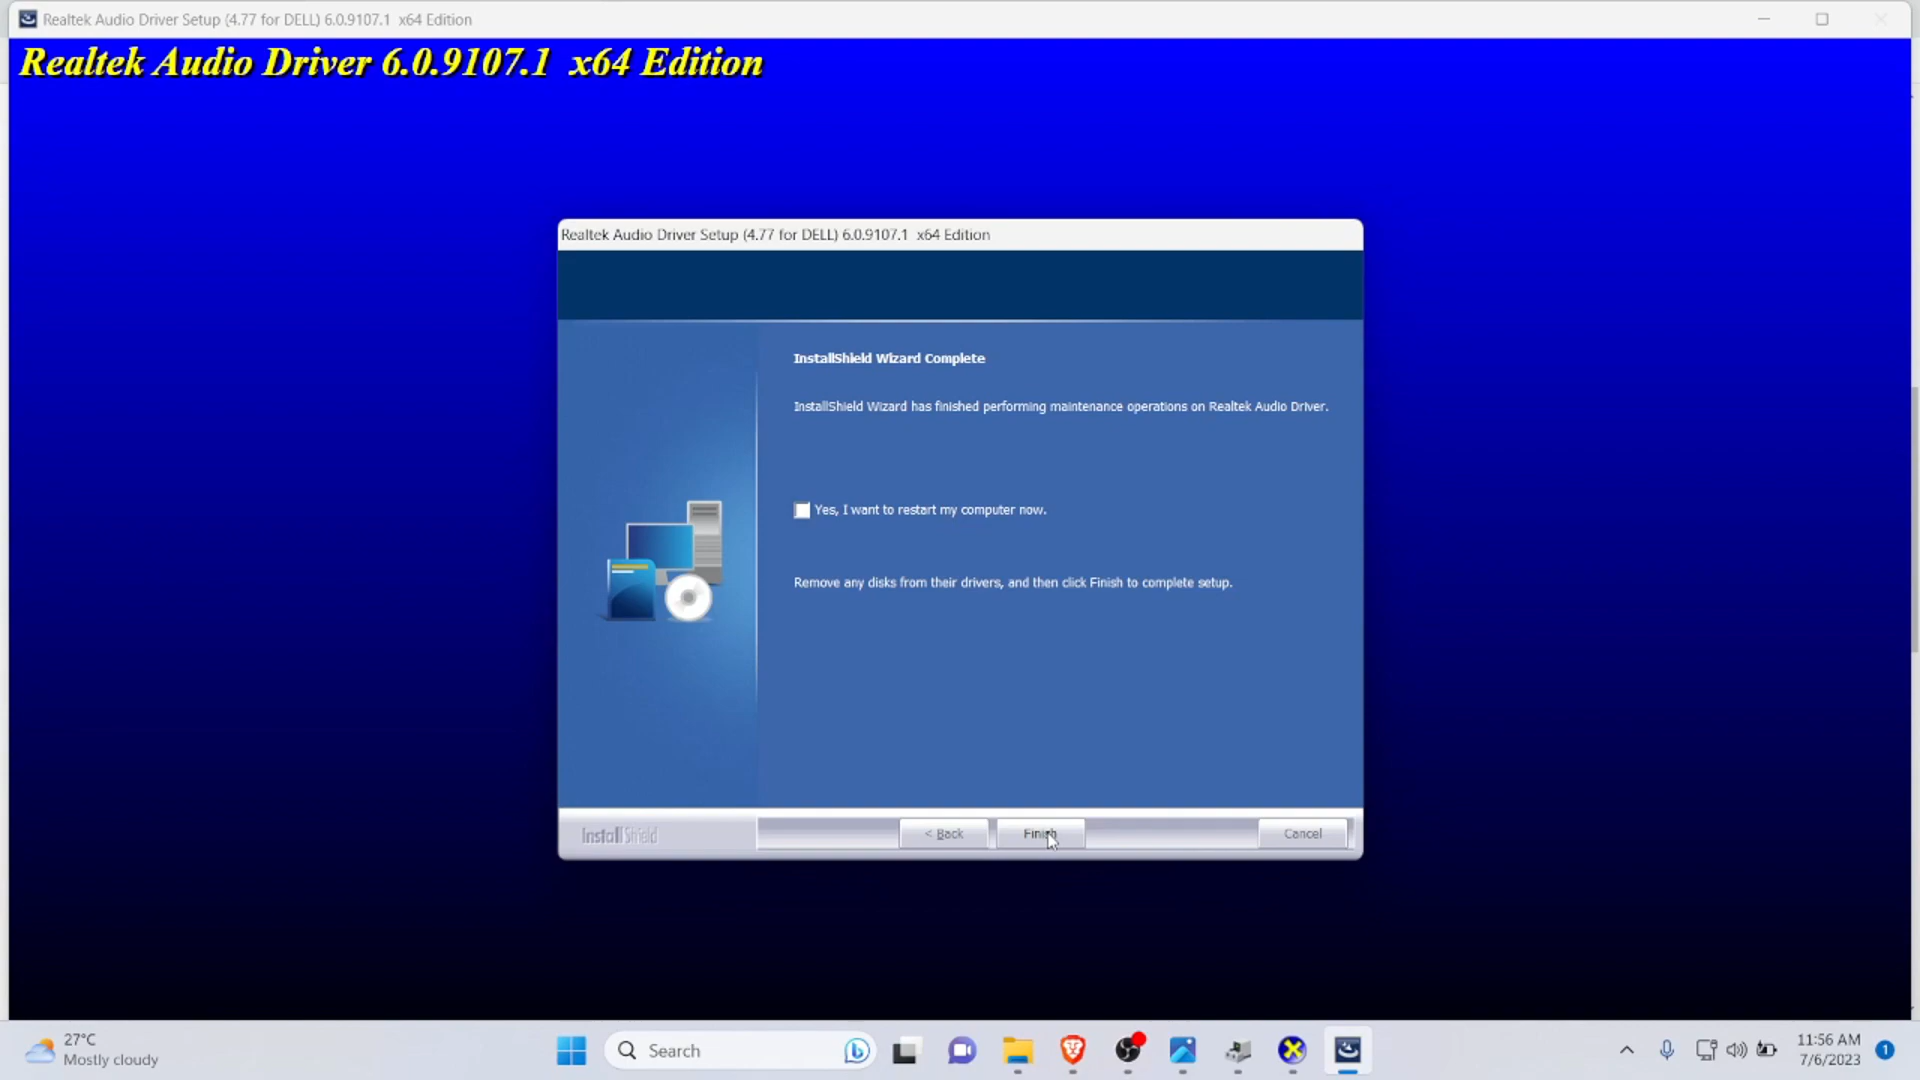 Realtek Audio Driver Setup (4.77 for DELL) 6.0.9107.1  x64 Edition
Realtek Audio Driver 6.0.9107.1  x64 Edition
Realtek Audio Driver Setup (4.77 for DELL) 6.0.9107.1  x64 Edition
InstallShield Wizard Complete
InstallShield Wizard has finished performing maintenance operations on Realtek Audio Driver.
Yes, I want to restart my computer now.
Remove any disks from their drivers, and then click Finish to complete setup.
InstallShield
< Back
Finish
Cancel
27°C
Mostly cloudy
Search
11:56 AM
7/6/2023
1